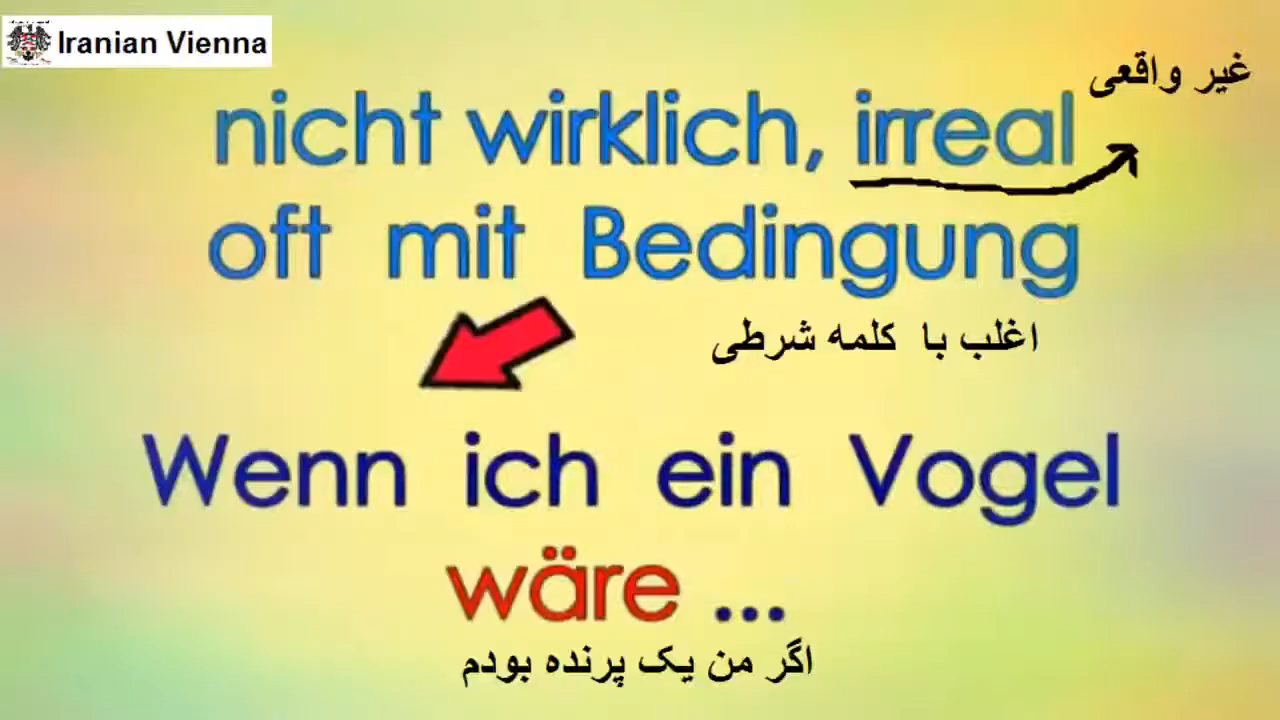 Iranian Vienna
غیر واقعی
nicht wirklich, irreal
oft mit Bedingung
اغلب با کلمه شرطی
Wenn ich ein Vogel
wäre ...
اگر من یک پرنده بودم